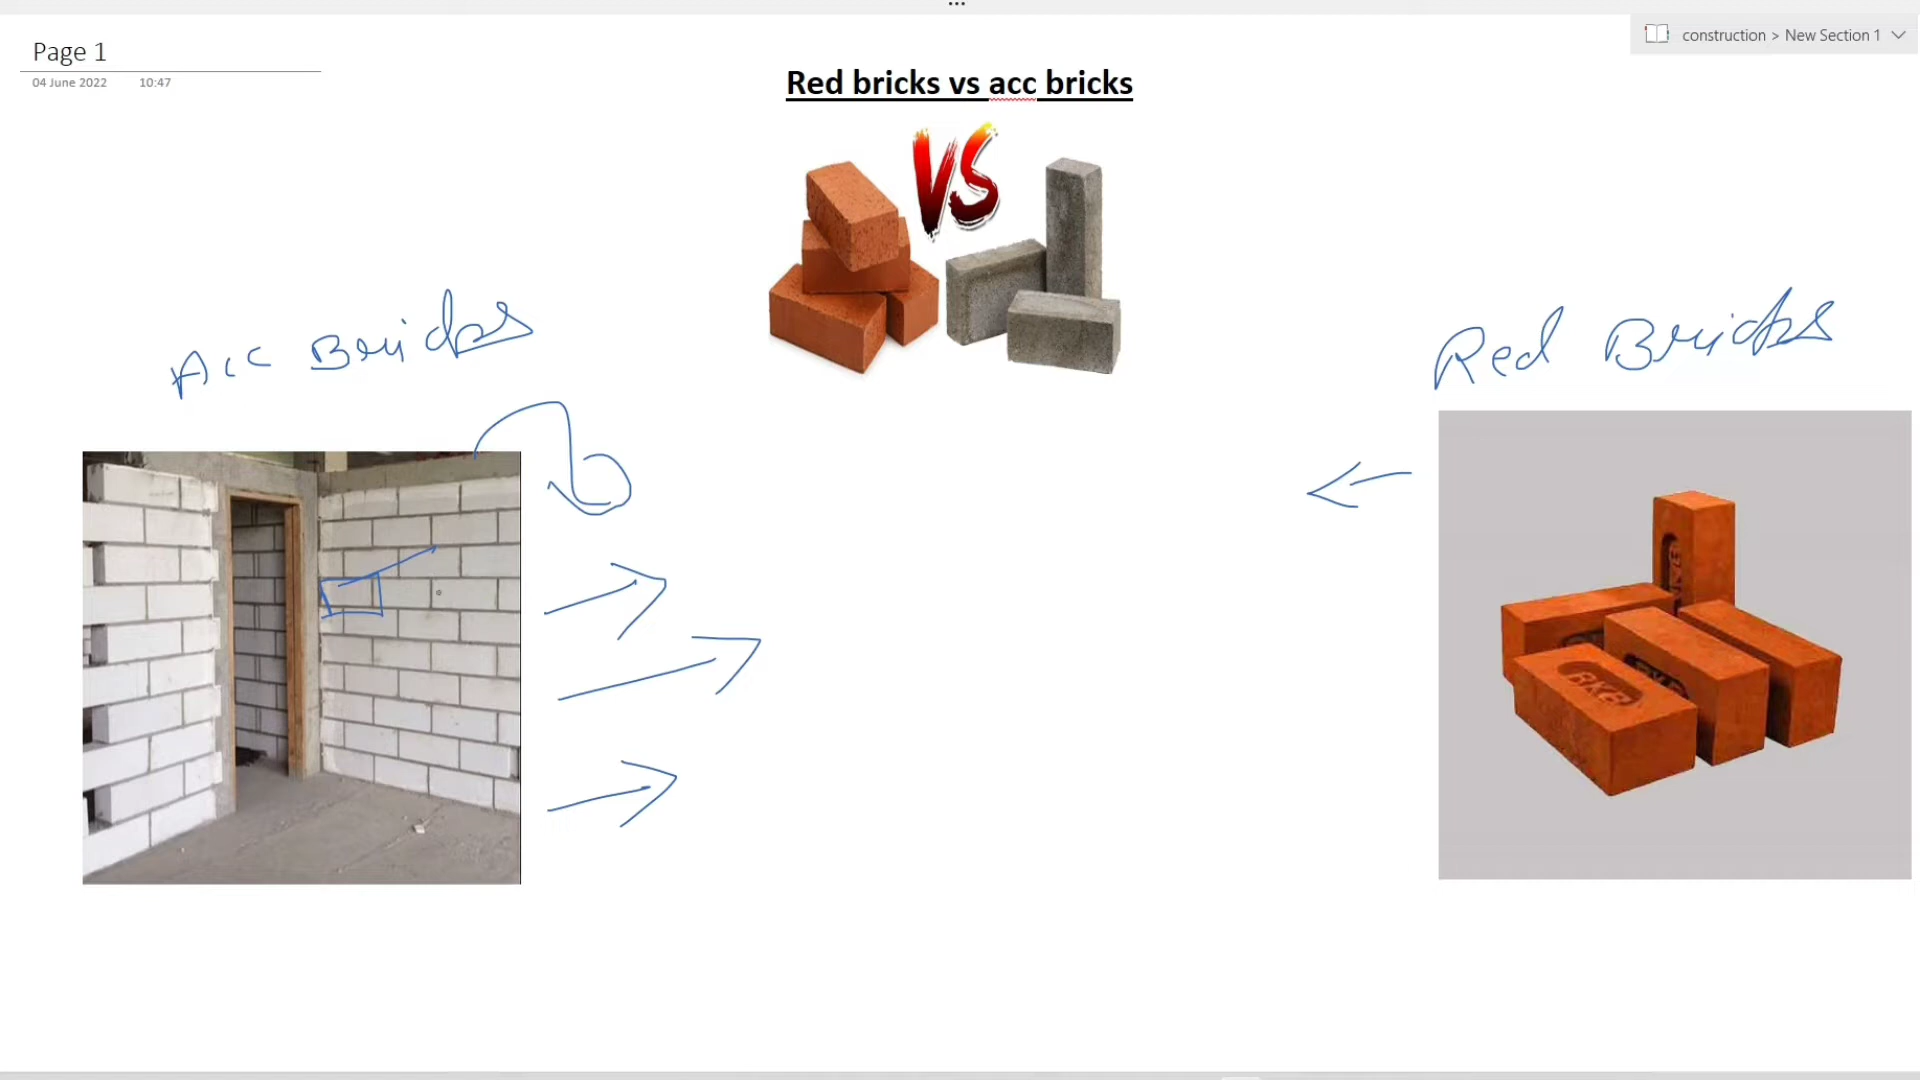 ...
construction > New Section 1
Page 1
04 June 2022 10:47
Red bricks vs acc bricks
VS
Acc Bricks
Red Bricks
RKB